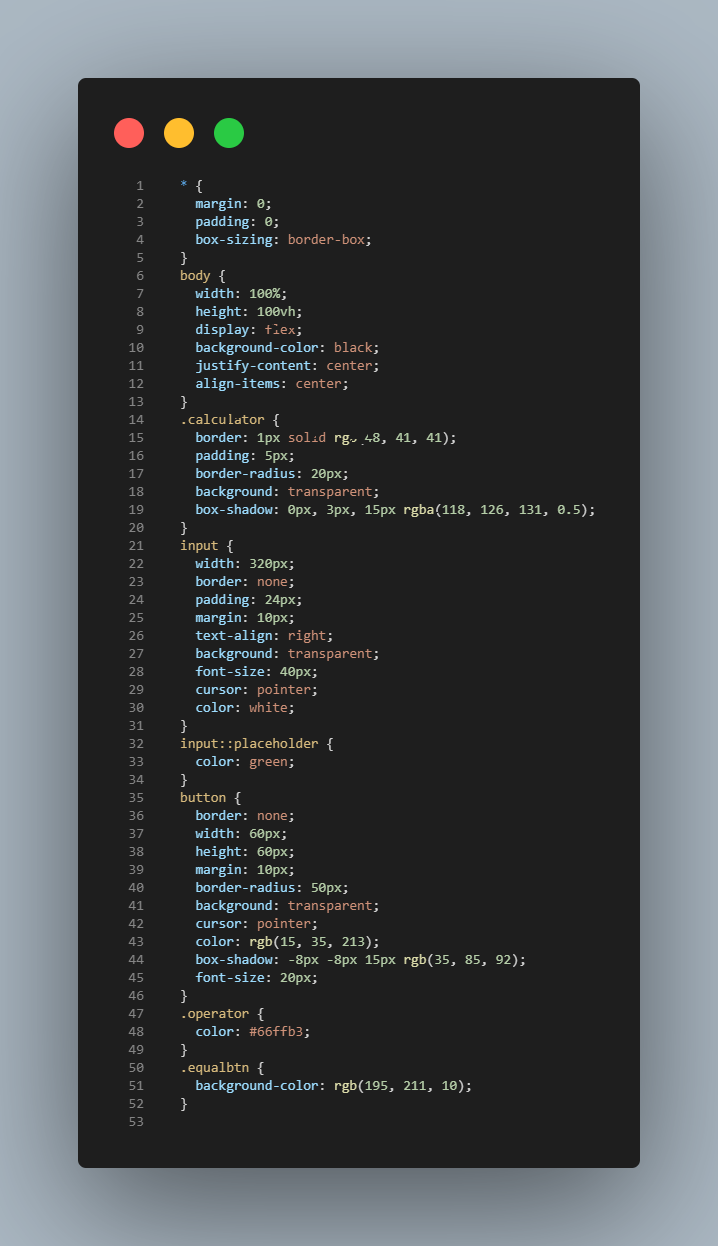 1 * {
2 margin: 0;
3 padding: 0;
4 box-sizing: border-box;
5 }
6 body {
7 width: 100%;
8 height: 100vh;
9 display: flex;
10 background-color: black;
11 justify-content: center;
12 align-items: center;
13 }
14 .calculator {
15 border: 1px solid rgb(48, 41, 41);
16 padding: 5px;
17 border-radius: 20px;
18 background: transparent;
19 box-shadow: 0px, 3px, 15px rgba(118, 126, 131, 0.5);
20 }
21 input {
22 width: 320px;
23 border: none;
24 padding: 24px;
25 margin: 10px;
26 text-align: right;
27 background: transparent;
28 font-size: 40px;
29 cursor: pointer;
30 color: white;
31 }
32 input::placeholder {
33 color: green;
34 }
35 button {
36 border: none;
37 width: 60px;
38 height: 60px;
39 margin: 10px;
40 border-radius: 50px;
41 background: transparent;
42 cursor: pointer;
43 color: rgb(15, 35, 213);
44 box-shadow: -8px -8px 15px rgb(35, 85, 92);
45 font-size: 20px;
46 }
47 .operator {
48 color: #66ffb3;
49 }
50 .equalbtn {
51 background-color: rgb(195, 211, 10);
52 }
53